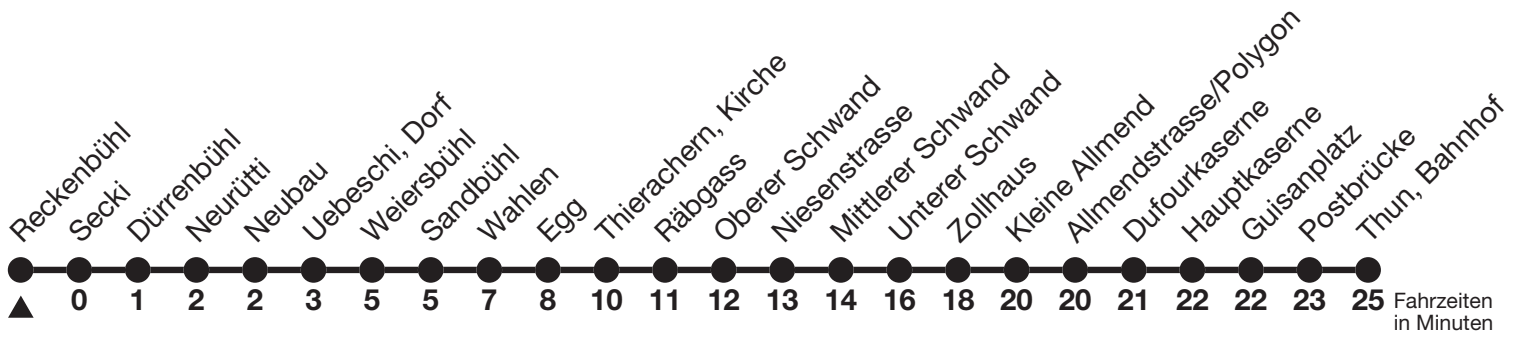 Reckenbühl
Secki
Dürrenbühl
Neurütti
Neubau
Uebeschi, Dorf
Weiersbühl
Sandbühl
Wahlen
Egg
Thierachern, Kirche
Räbgass
Oberer Schwand
Niesenstrasse
Mittlerer Schwand
Unterer Schwand
Zollhaus
Kleine Allmend
Allmendstrasse/Polygon
Dufourkaserne
Hauptkaserne
Guisanplatz
Postbrücke
Thun, Bahnhof
0 1 2 2 3 5 5 7 8 10 11 12 13 14 16 18 20 20 21 22 22 23 25 Fahrzeiten
in Minuten